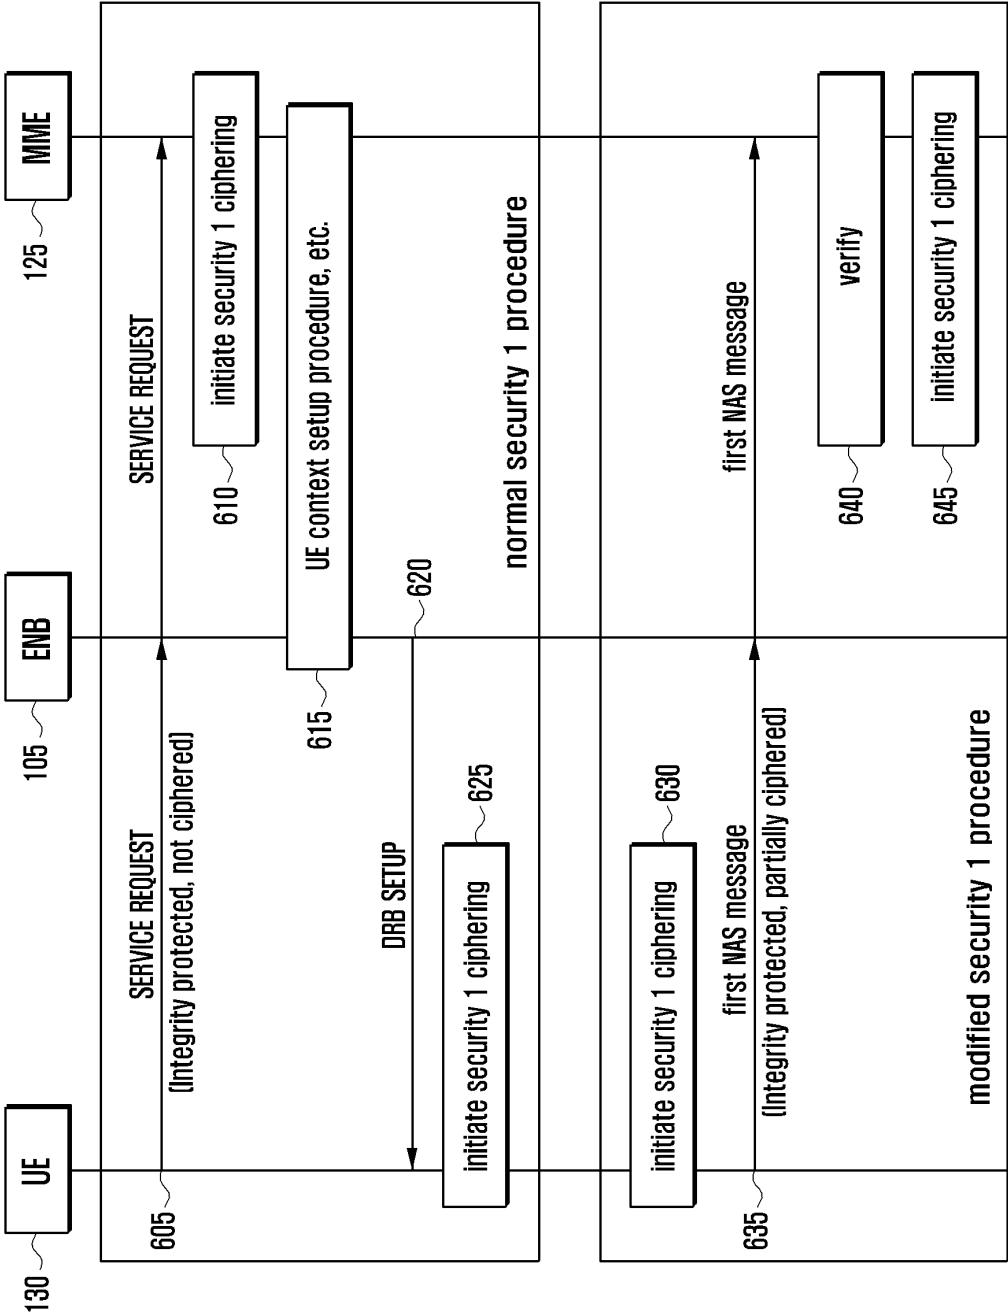 UE
ENB
MME
130
105
125
SERVICE REQUEST
(Integrity protected, not ciphered)
SERVICE REQUEST
605
initiate security 1 ciphering
610
UE context setup procedure, etc.
615
DRB SETUP
620
initiate security 1 ciphering
625
normal security 1 procedure
initiate security 1 ciphering
630
first NAS message
(Integrity protected, partially ciphered)
first NAS message
635
verify
640
initiate security 1 ciphering
645
modified security 1 procedure